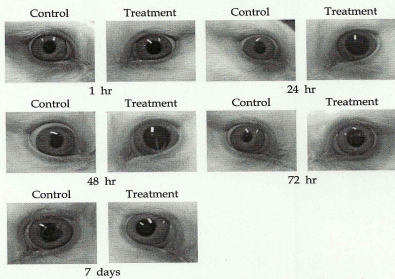 Control Treatment Control Treatment
1 hr 24 hr
Control Treatment Control Treatment
48 hr 72 hr
Control Treatment
7 days